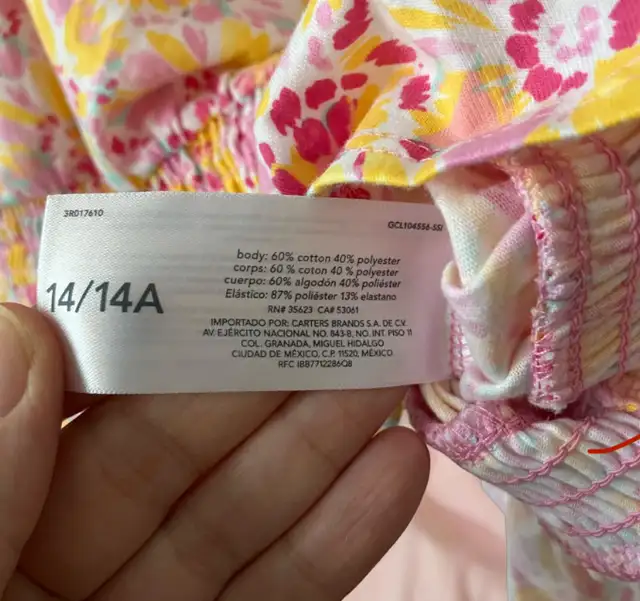 3R017610
GCL104556-SSI
14/14A
body: 60% cotton 40% polyester
corps: 60 % coton 40 % polyester
cuerpo: 60% algodón 40% poliéster
Elástico: 87% poliéster 13% elastano
RN# 35623 CA# 53061
IMPORTADO POR: CARTERS BRANDS S.A. DE C.V.
AV. EJÉRCITO NACIONAL NO. 843-B, NO. INT. PISO 11
COL. GRANADA, MIGUEL HIDALGO
CIUDAD DE MÉXICO, C.P. 11520, MÉXICO.